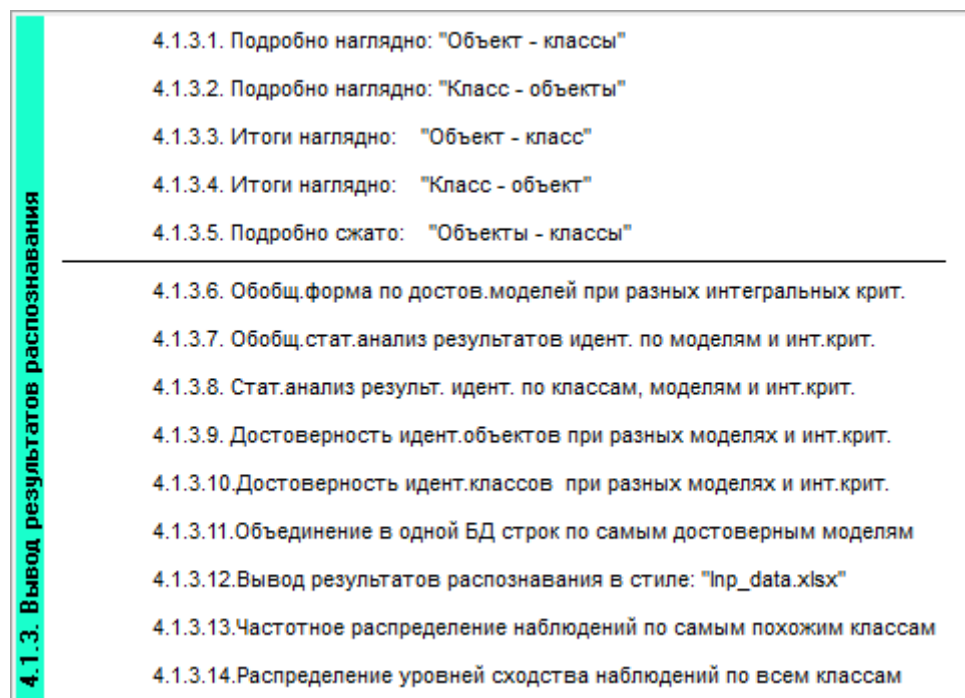 4.1.3. Вывод результатов распознавания
4.1.3.1. Подробно наглядно: "Объект - классы"
4.1.3.2. Подробно наглядно: "Класс - объекты"
4.1.3.3. Итоги наглядно: "Объект - класс"
4.1.3.4. Итоги наглядно: "Класс - объект"
4.1.3.5. Подробно сжато: "Объекты - классы"
4.1.3.6. Обобщ.форма по достов.моделей при разных интегральных крит.
4.1.3.7. Обобщ.стат.анализ результатов идент. по моделям и инт.крит.
4.1.3.8. Стат.анализ результ. идент. по классам, моделям и инт.крит.
4.1.3.9. Достоверность идент.объектов при разных моделях и инт.крит.
4.1.3.10.Достоверность идент.классов при разных моделях и инт.крит.
4.1.3.11.Объединение в одной БД строк по самым достоверным моделям
4.1.3.12.Вывод результатов распознавания в стиле: "Inp_data.xlsx"
4.1.3.13.Частотное распределение наблюдений по самым похожим классам
4.1.3.14.Распределение уровней сходства наблюдений по всем классам